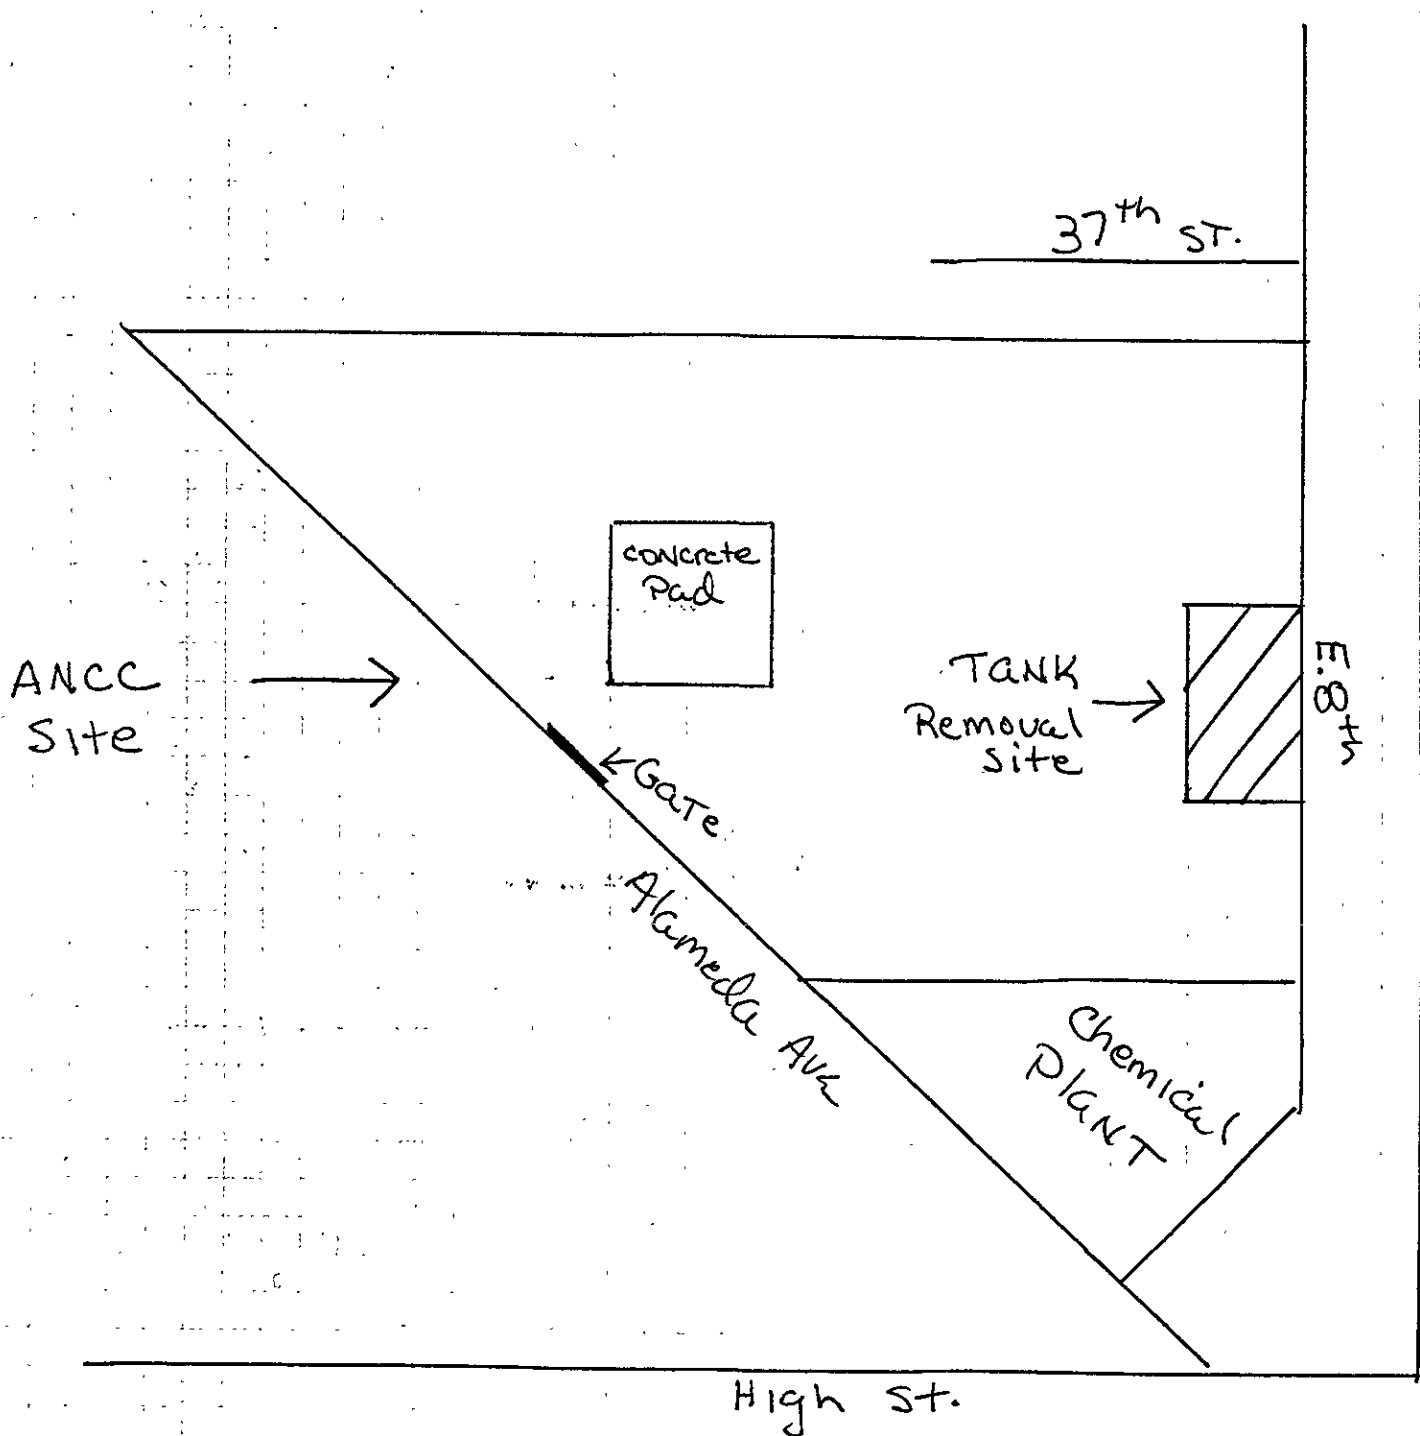 37th ST.
concrete
Pad
ANCC
Site
TANK
Removal
Site
E. 8th
Gate
Alameda Ave
Chemical
PLANT
High St.